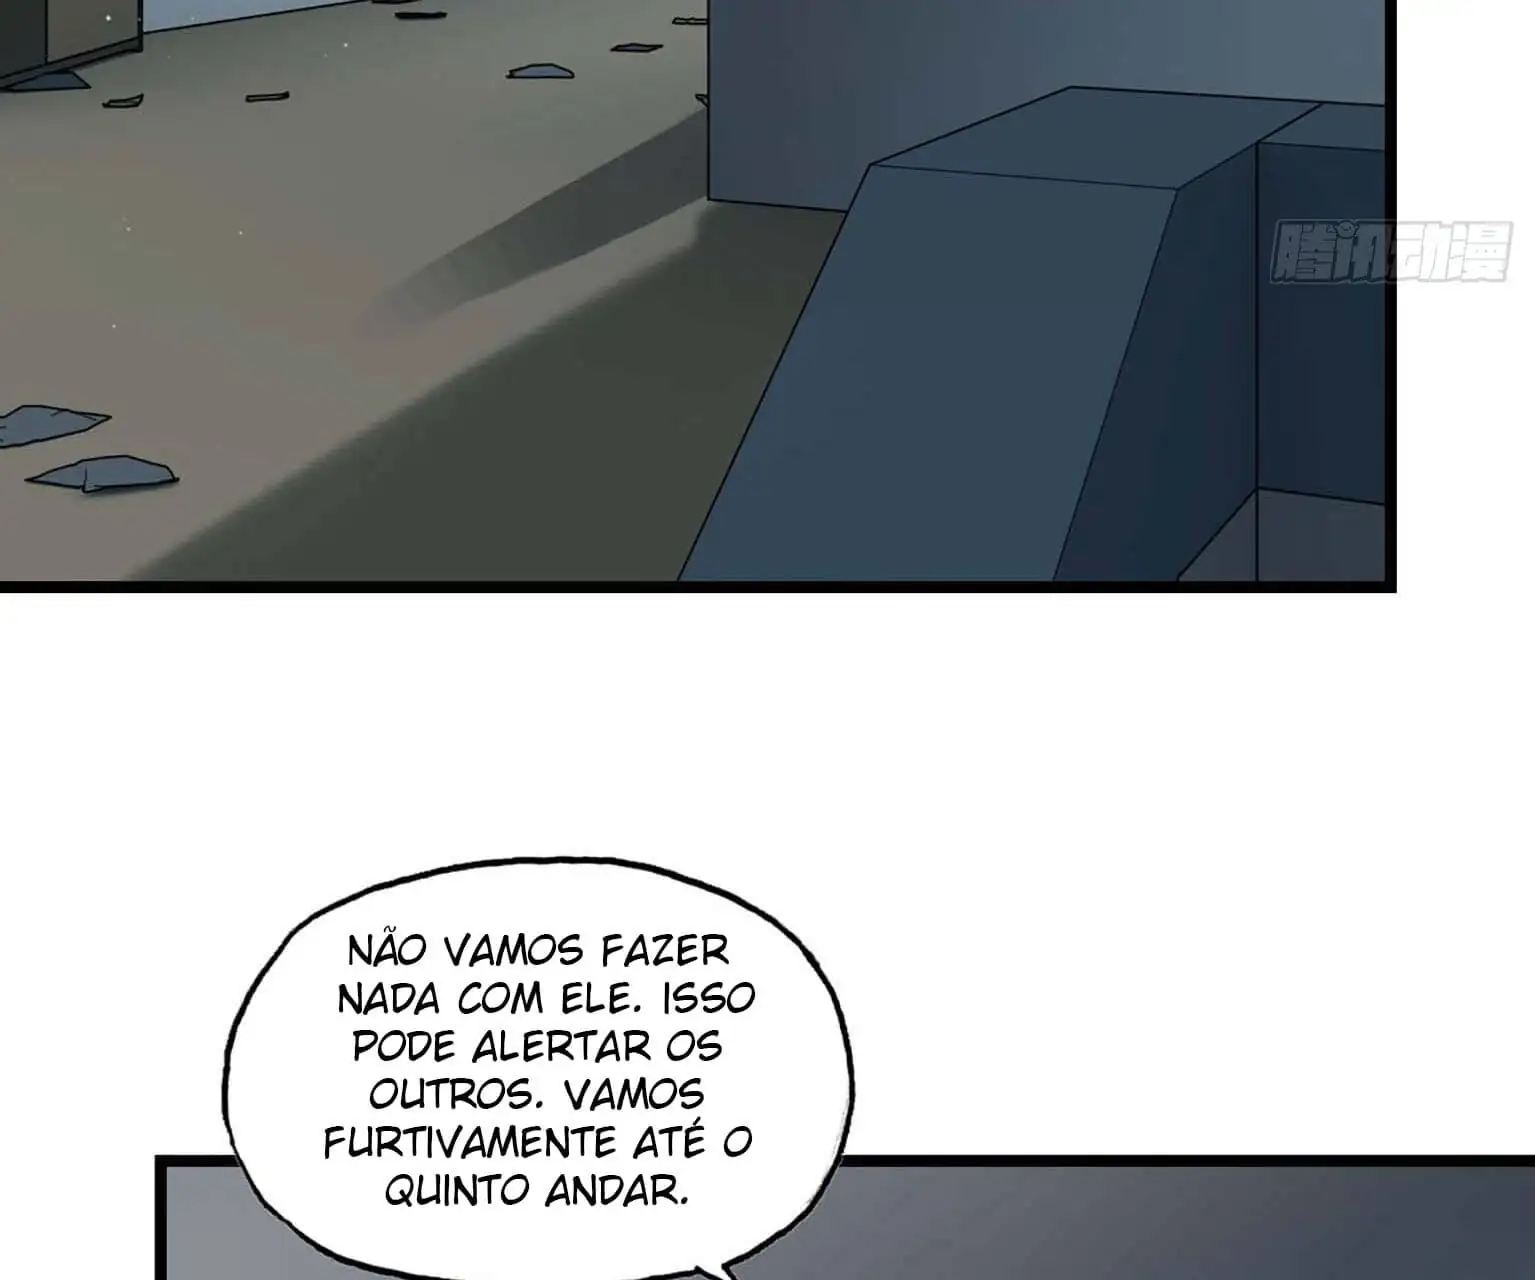 腾讯动漫
NÃO VAMOS FAZER
NADA COM ELE. ISSO
PODE ALERTAR OS
OUTROS. VAMOS
FURTIVAMENTE ATÉ O
QUINTO ANDAR.